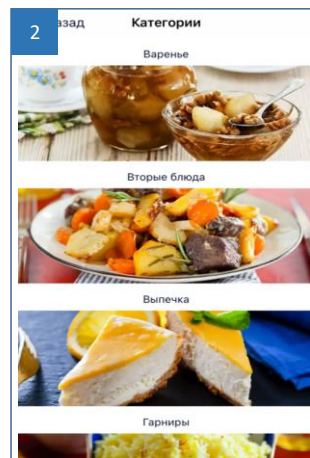 2
азад Категории
Варенье
Вторые блюда
Выпечка
Гарниры